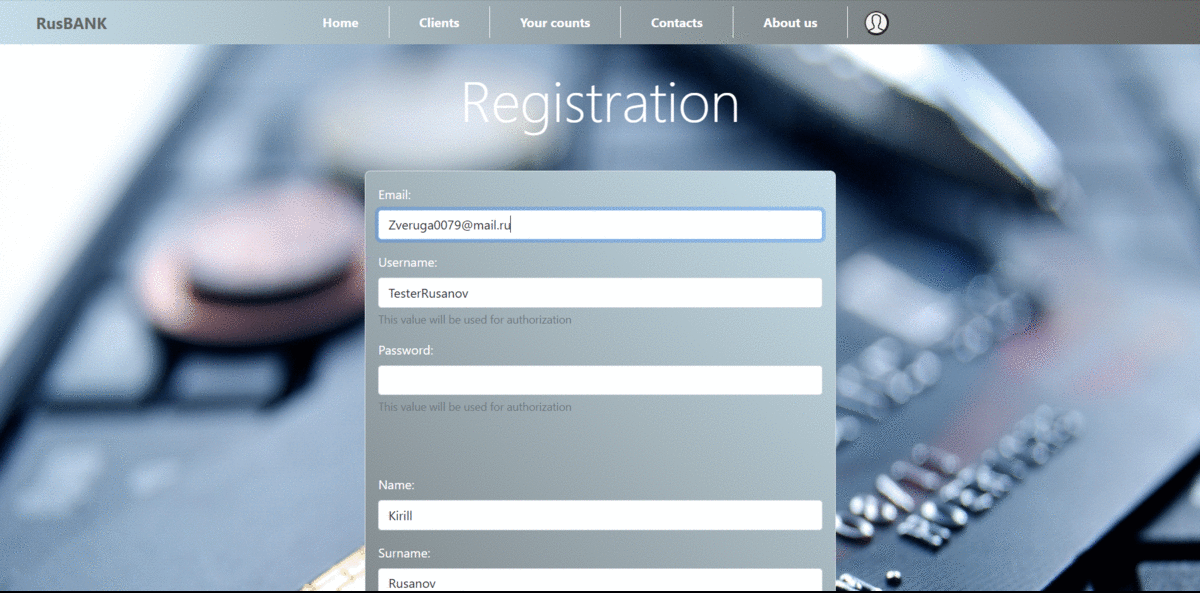 RusBANK Home Clients Your counts Contacts About us
Registration
Email:
Zveruga0079@mail.ru
Username:
TesterRusanov
This value will be used for authorization
Password:
This value will be used for authorization
Name:
Kirill
Surname:
Rusanov